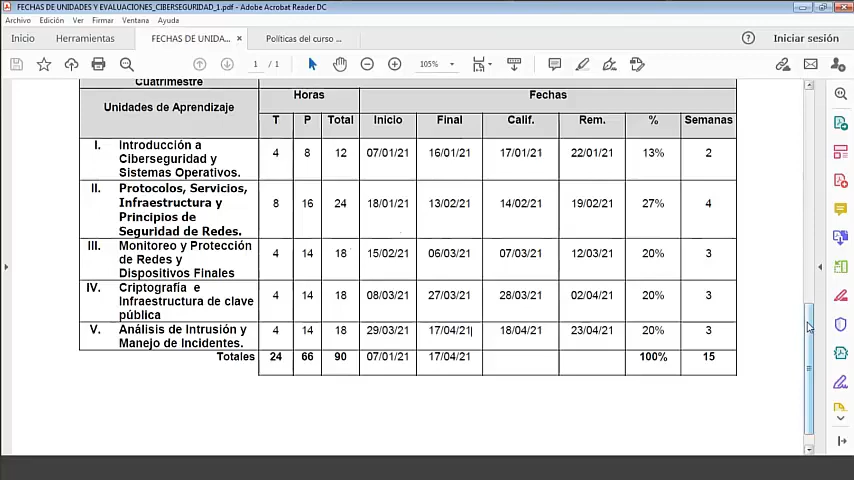 FECHAS DE UNIDADES Y EVALUACIONES_CIBERSEGURIDAD_1.pdf - Adobe Acrobat Reader DC
Archivo Edición Ver Firmar Ventana Ayuda
Inicio Herramientas FECHAS DE UNIDA... × Políticas del curso ... Iniciar sesión
1 / 1 105%
Cuatrimestre
Unidades de Aprendizaje Horas Fechas
T P Total Inicio Final Calif. Rem. % Semanas
I. Introducción a Ciberseguridad y Sistemas Operativos. 4 8 12 07/01/21 16/01/21 17/01/21 22/01/21 13% 2
II. Protocolos, Servicios, Infraestructura y Principios de Seguridad de Redes. 8 16 24 18/01/21 13/02/21 14/02/21 19/02/21 27% 4
III. Monitoreo y Protección de Redes y Dispositivos Finales 4 14 18 15/02/21 06/03/21 07/03/21 12/03/21 20% 3
IV. Criptografía e Infraestructura de clave pública 4 14 18 08/03/21 27/03/21 28/03/21 02/04/21 20% 3
V. Análisis de Intrusión y Manejo de Incidentes. 4 14 18 29/03/21 17/04/21 18/04/21 23/04/21 20% 3
Totales 24 66 90 07/01/21 17/04/21 100% 15